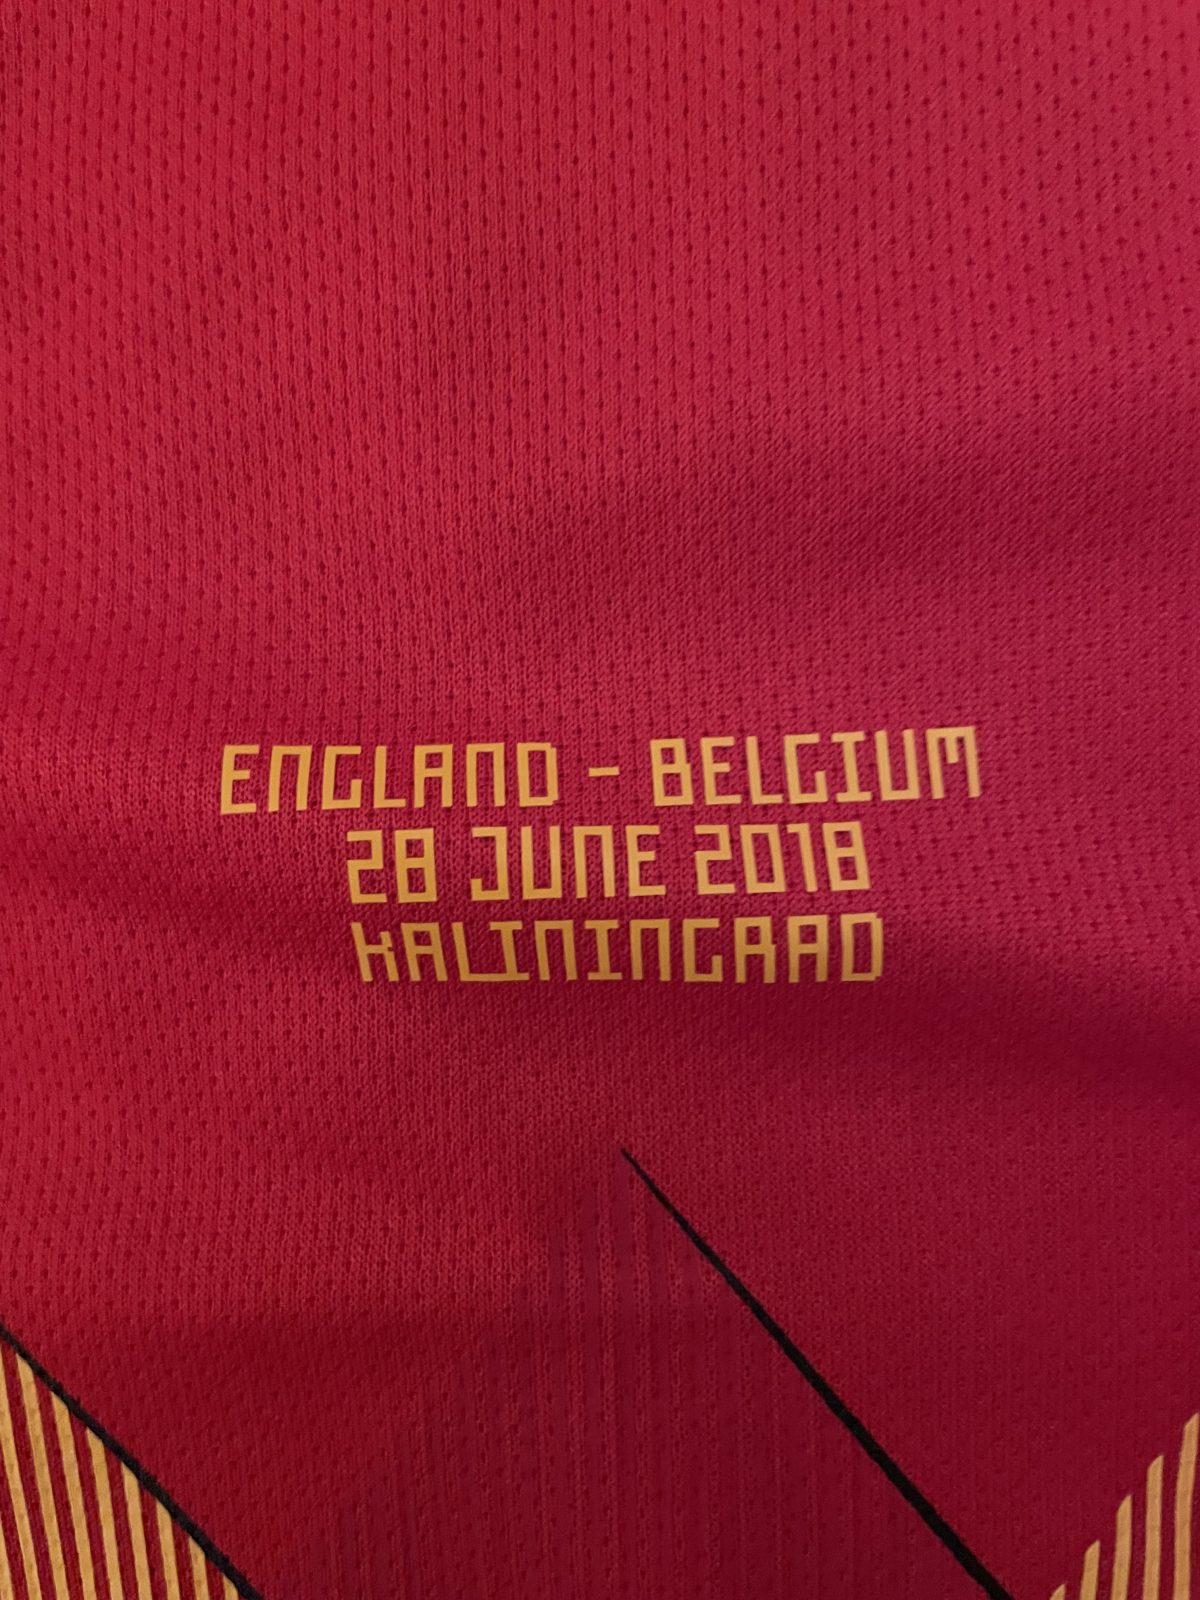 ENGLAND - BELGIUM
28 JUNE 2018
KALININGRAD